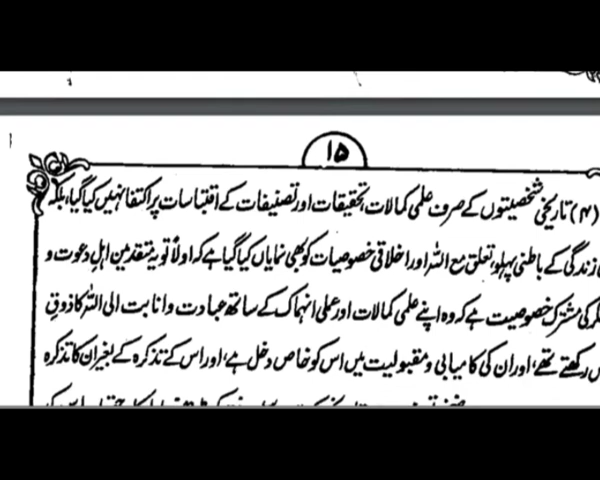 ۱۵
(۴) تاریخی شخصیتوں کے صرف علمی کمالات، تحقیقات اور تصنیفات کے اقتباسات پر اکتفا نہیں کیا گیا، بلکہ
زندگی کے باطنی پہلو، تعلق مع اللہ اور اخلاقی خصوصیات کو بھی نمایاں کیا گیا ہے کہ اولاً تو یہ متقدمین اہلِ دعوت و
کی مشترک خصوصیت ہے کہ وہ اپنے علمی کمالات اور عملی انہماک کے ساتھ عبادت و انابت الی اللہ کا ذوق
رکھتے تھے، اور ان کی کامیابی و مقبولیت میں اس کو خاص دخل ہے، اور اس کے تذکرہ کے بغیر ان کا تذکرہ